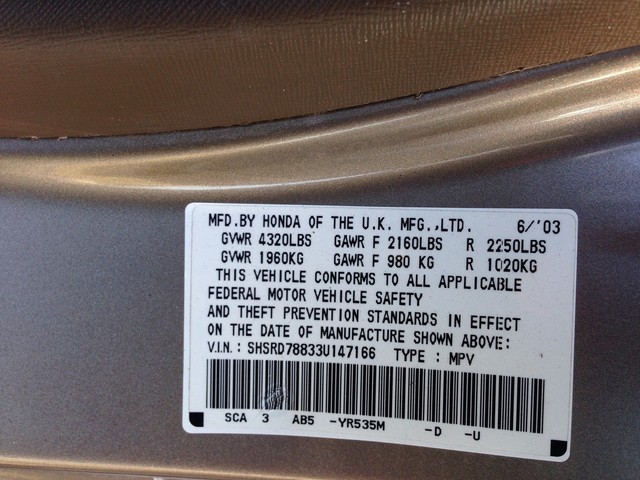 MFD.BY HONDA OF THE U.K. MFG.,LTD. 6/'03
GVWR 4320LBS GAWR F 2160LBS R 2250LBS
GVWR 1960KG GAWR F 980 KG R 1020KG
THIS VEHICLE CONFORMS TO ALL APPLICABLE
FEDERAL MOTOR VEHICLE SAFETY
AND THEFT PREVENTION STANDARDS IN EFFECT
ON THE DATE OF MANUFACTURE SHOWN ABOVE:
V.I.N.: SHSRD78833U147166 TYPE : MPV
SCA 3 AB5 -YR535M -D -U